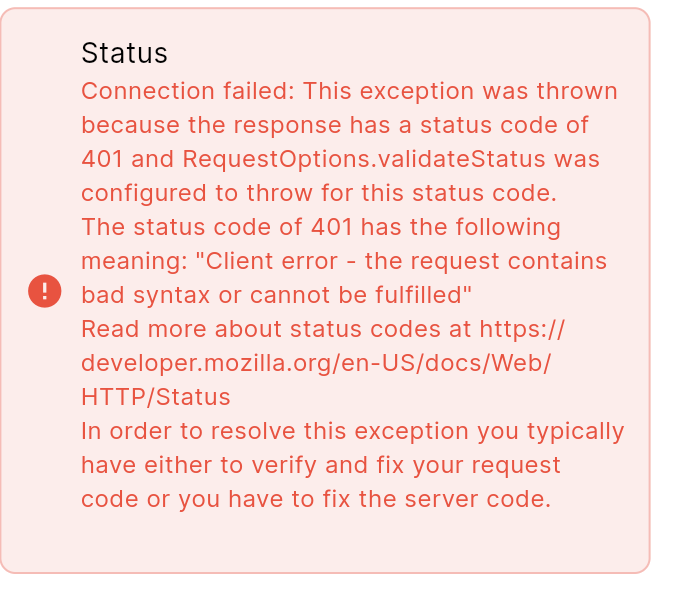 Status
Connection failed: This exception was thrown
because the response has a status code of
401 and RequestOptions.validateStatus was
configured to throw for this status code.
The status code of 401 has the following
meaning: "Client error - the request contains
bad syntax or cannot be fulfilled"
Read more about status codes at https://
developer.mozilla.org/en-US/docs/Web/
HTTP/Status
In order to resolve this exception you typically
have either to verify and fix your request
code or you have to fix the server code.